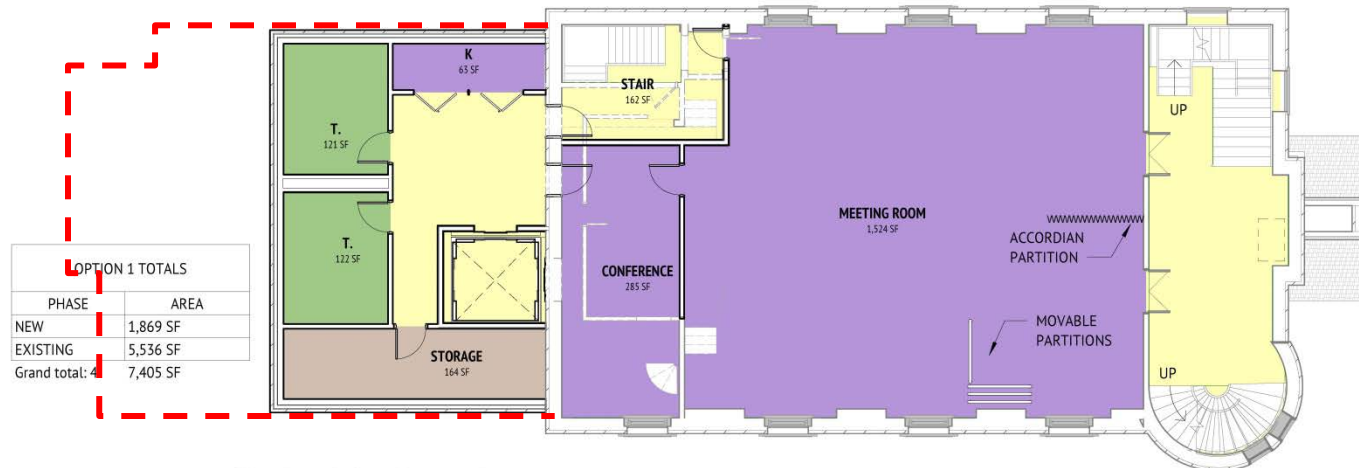 K
63 SF
STAIR
162 SF
UP
T.
121 SF
MEETING ROOM
1,524 SF
ACCORDIAN
PARTITION
T.
122 SF
CONFERENCE
285 SF
OPTION 1 TOTALS
PHASE AREA
NEW 1,869 SF
EXISTING 5,536 SF
Grand total: 4 7,405 SF
MOVABLE
PARTITIONS
STORAGE
164 SF
UP